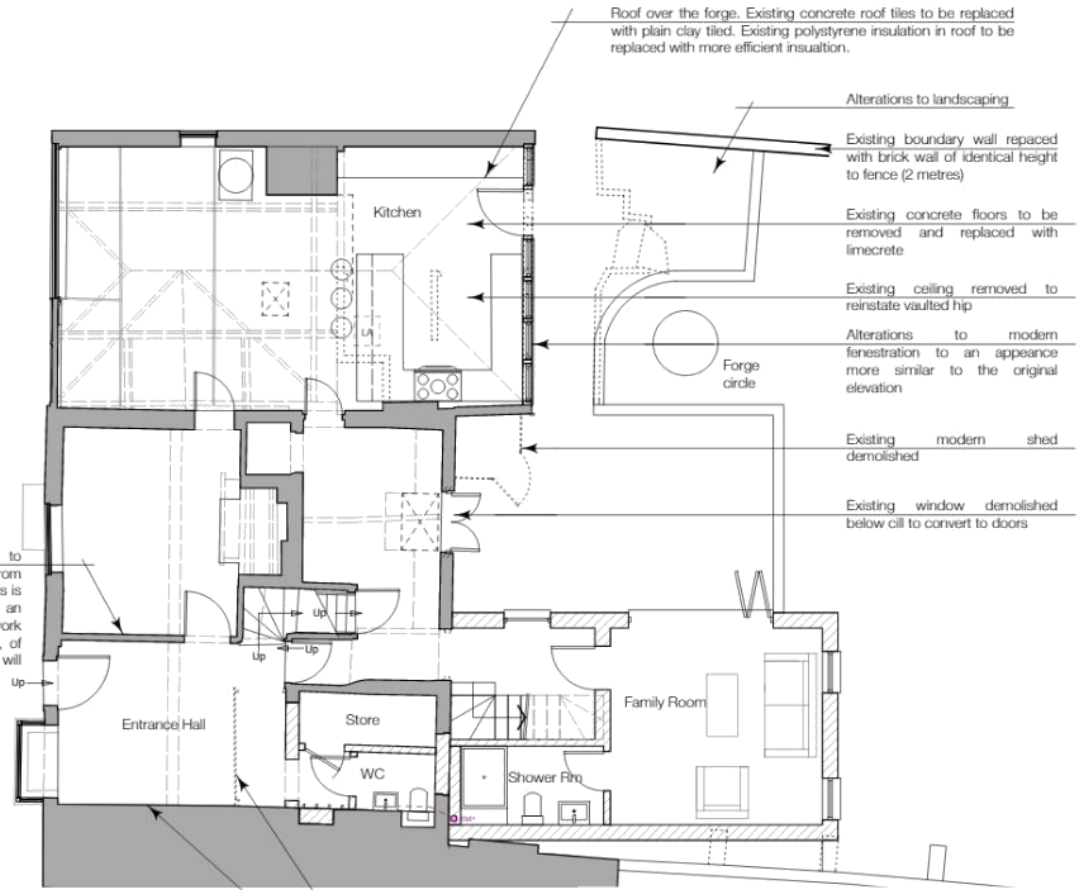 Roof over the forge. Existing concrete roof tiles to be replaced
with plain clay tiled. Existing polystyrene insulation in roof to be
replaced with more efficient insualtion.
Alterations to landscaping
Existing boundary wall repaced
with brick wall of identical height
to fence (2 metres)
Kitchen
Existing concrete floors to be
removed and replaced with
limecrete
Existing ceiling removed to
reinstate vaulted hip
LA
Alterations to modern
fenestration to an appeance
more similar to the original
elevation
Forge
circle
Existing modern shed
demolished
Existing window demolished
below cill to convert to doors
to
rom
s is
an
work
, of
will
Up
Up
Up
Up
Entrance Hall
Store
WC
Family Room
Shower Rm